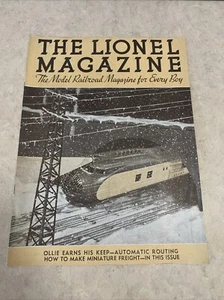 THE LIONEL
MAGAZINE
The Model Railroad Magazine for Every Boy
OLLIE EARNS HIS KEEP—AUTOMATIC ROUTING
HOW TO MAKE MINIATURE FREIGHT—IN THIS ISSUE